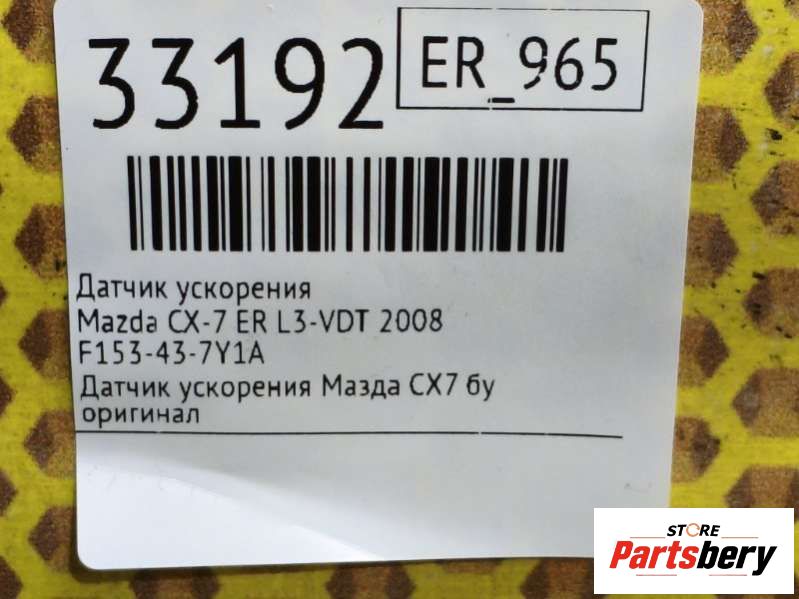 33192
ER_965
Датчик ускорения
Mazda CX-7 ER L3-VDT 2008
F153-43-7Y1A
Датчик ускорения Мазда СХ7 бу
оригинал
STORE
Partsbery